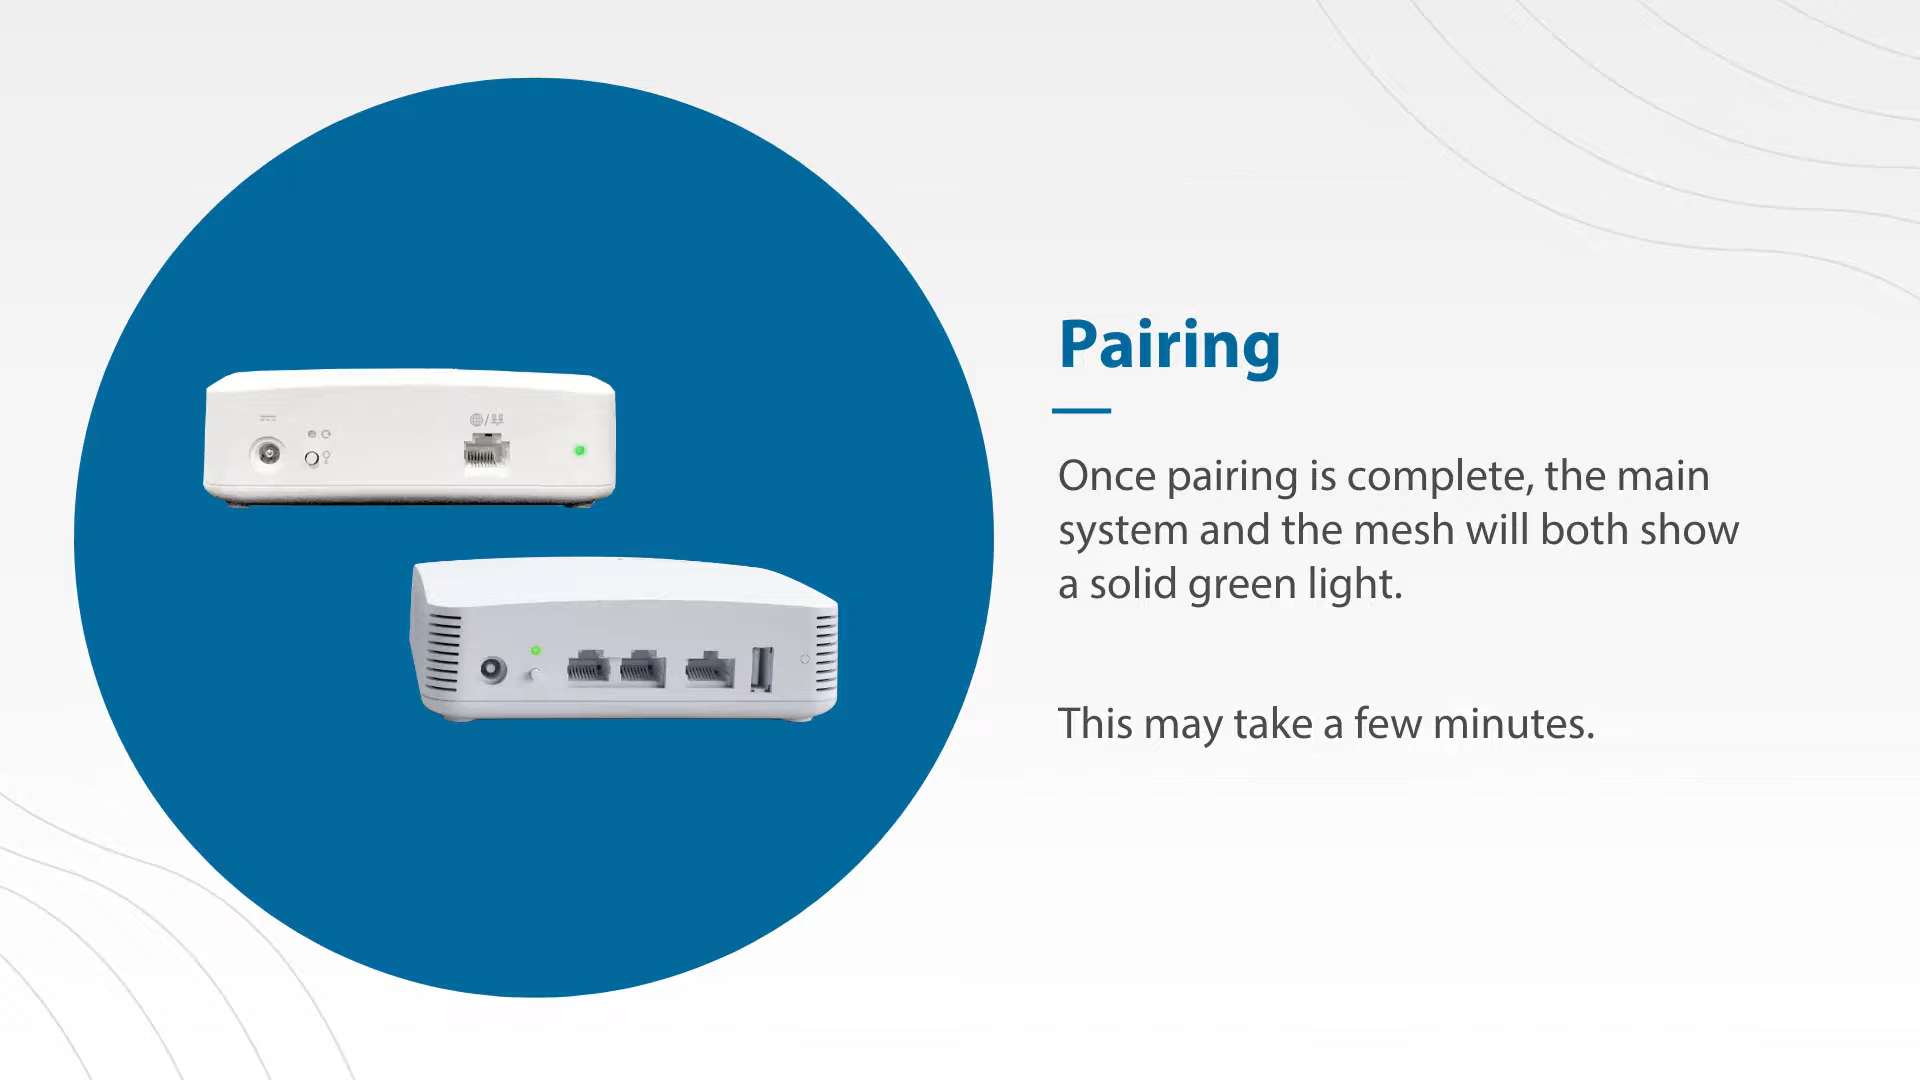 Pairing
Once pairing is complete, the main
system and the mesh will both show
a solid green light.
This may take a few minutes.